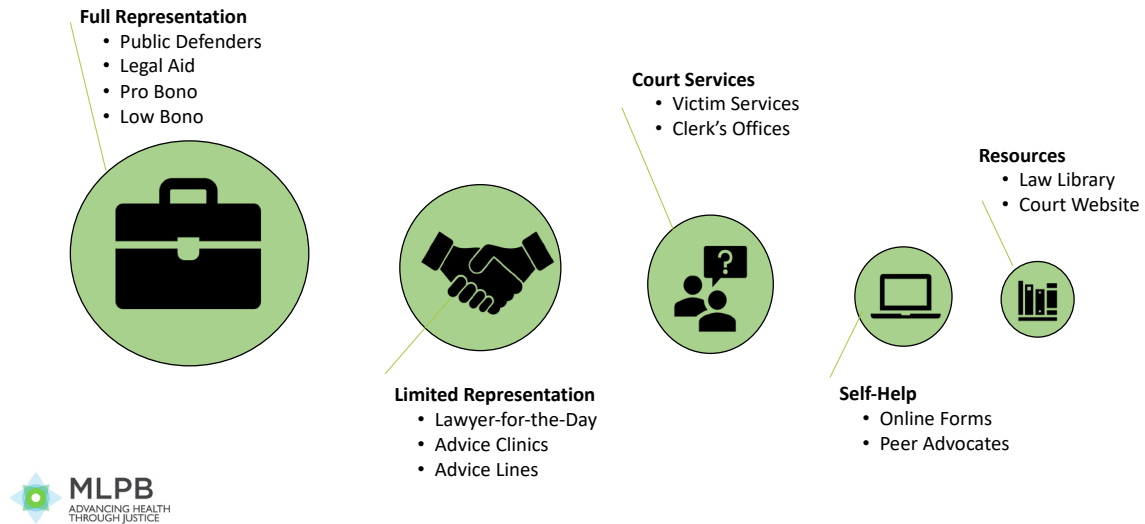 Full Representation
• Public Defenders
• Legal Aid
• Pro Bono
• Low Bono
Limited Representation
• Lawyer-for-the-Day
• Advice Clinics
• Advice Lines
Court Services
• Victim Services
• Clerk’s Offices
?
Self-Help
• Online Forms
• Peer Advocates
Resources
• Law Library
• Court Website
MLPB
ADVANCING HEALTH
THROUGH JUSTICE